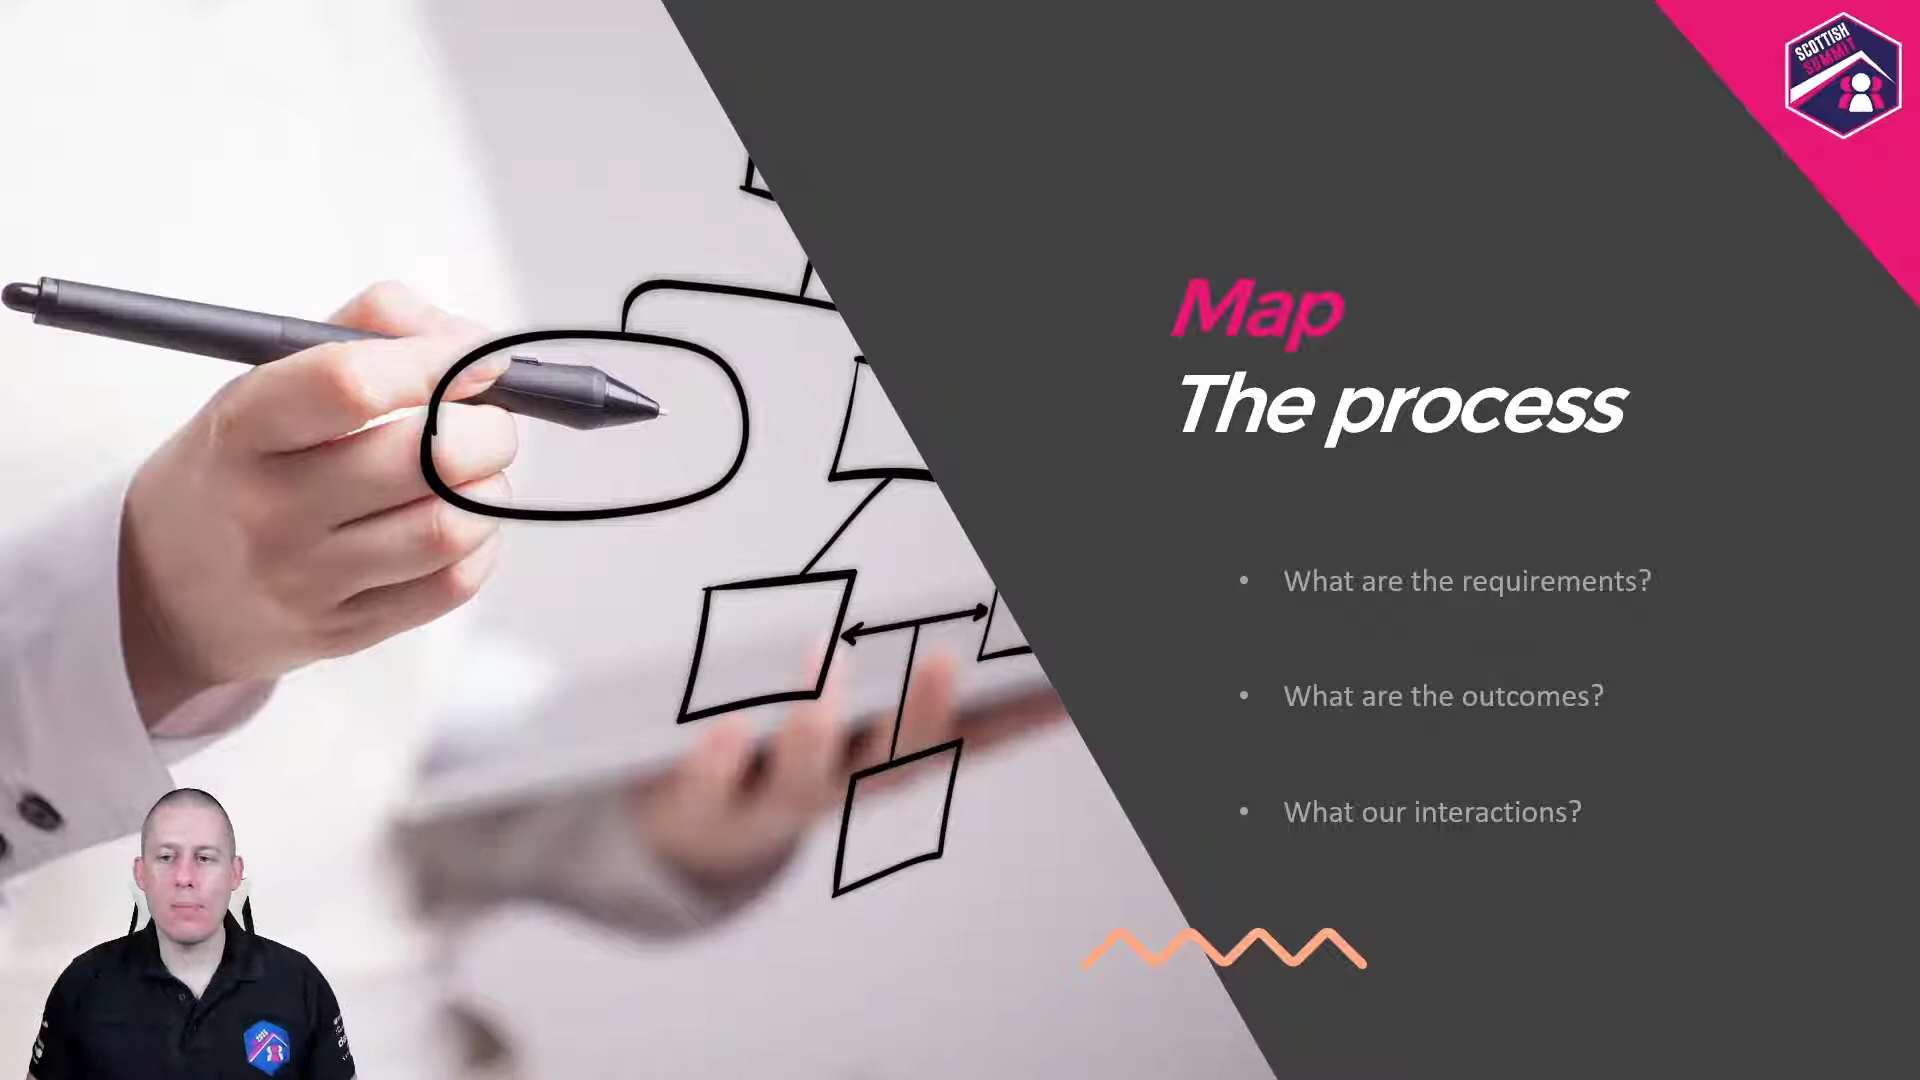 SCOTTISH
SUMMIT
Map
The process
• What are the requirements?
• What are the outcomes?
• What our interactions?